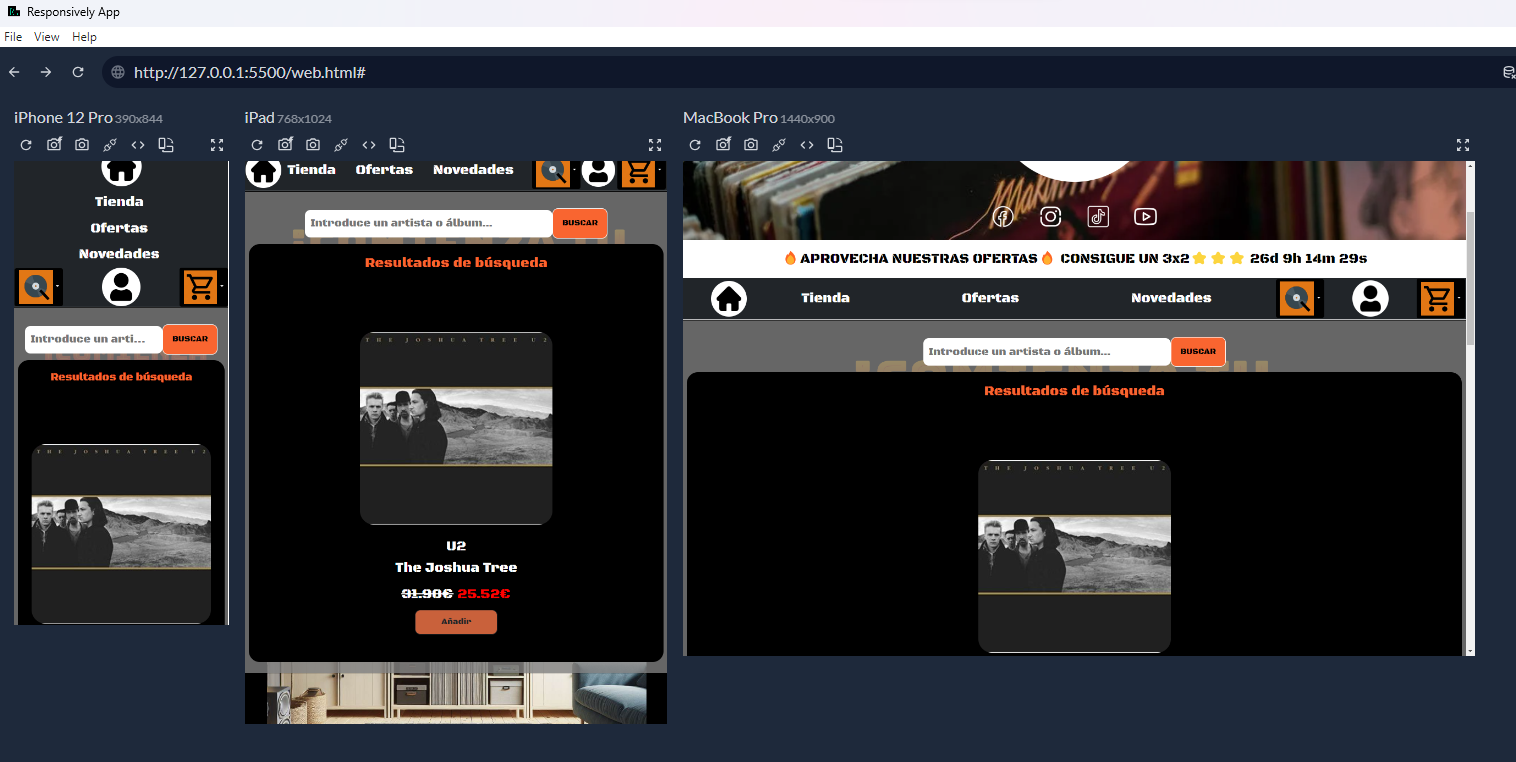 Responsively App
File View Help
http://127.0.0.1:5500/web.html#
iPhone 12 Pro 390x844
Tienda
Ofertas
Novedades
Introduce un arti...
BUSCAR
Resultados de búsqueda
THE JOSHUA TREE U2
iPad 768x1024
Tienda Ofertas Novedades
Introduce un artista o álbum...
BUSCAR
Resultados de búsqueda
THE JOSHUA TREE U2
U2
The Joshua Tree
31.90€ 25.52€
Añadir
MacBook Pro 1440x900
🔥APROVECHA NUESTRAS OFERTAS🔥 CONSIGUE UN 3x2⭐⭐⭐ 26d 9h 14m 29s
Tienda Ofertas Novedades
Introduce un artista o álbum...
BUSCAR
Resultados de búsqueda
THE JOSHUA TREE U2